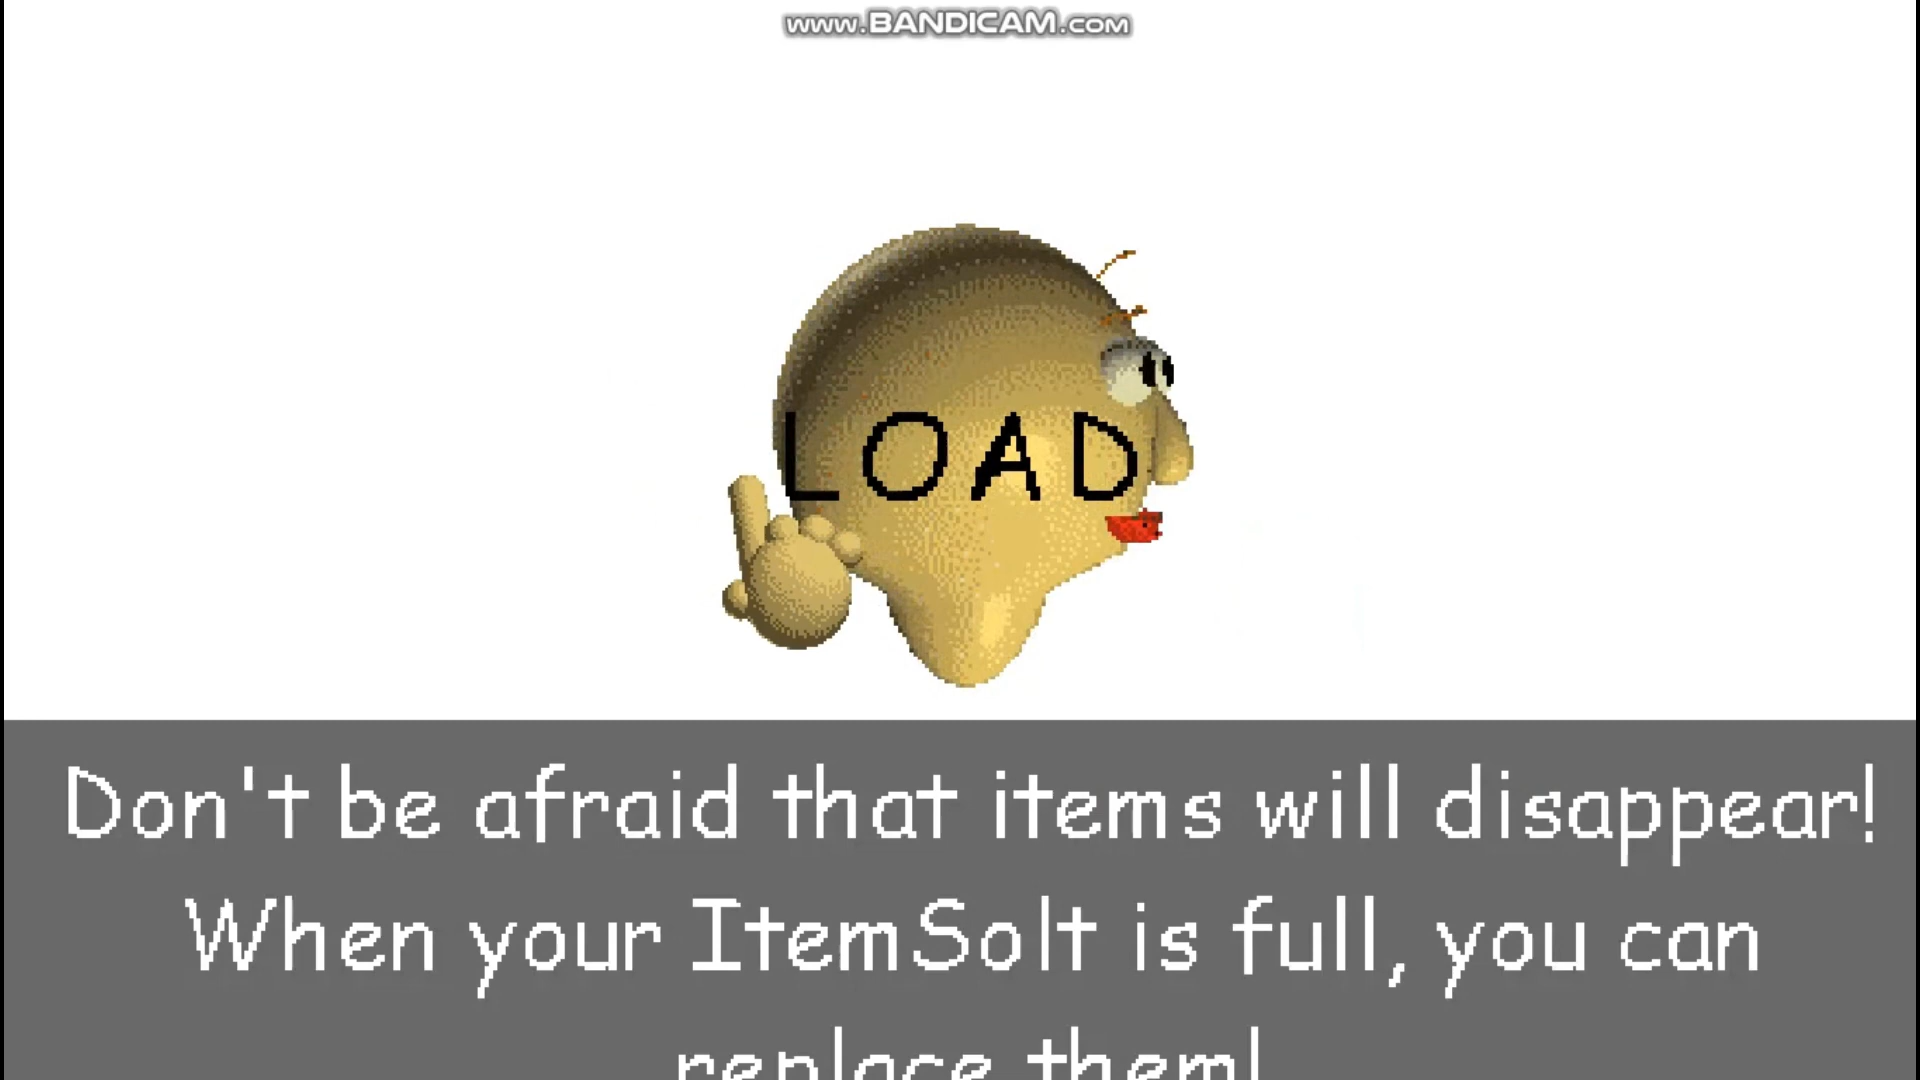 www.BANDICAM.com
LOAD
Don't be afraid that items will disappear!
When your ItemSolt is full, you can
replace them!